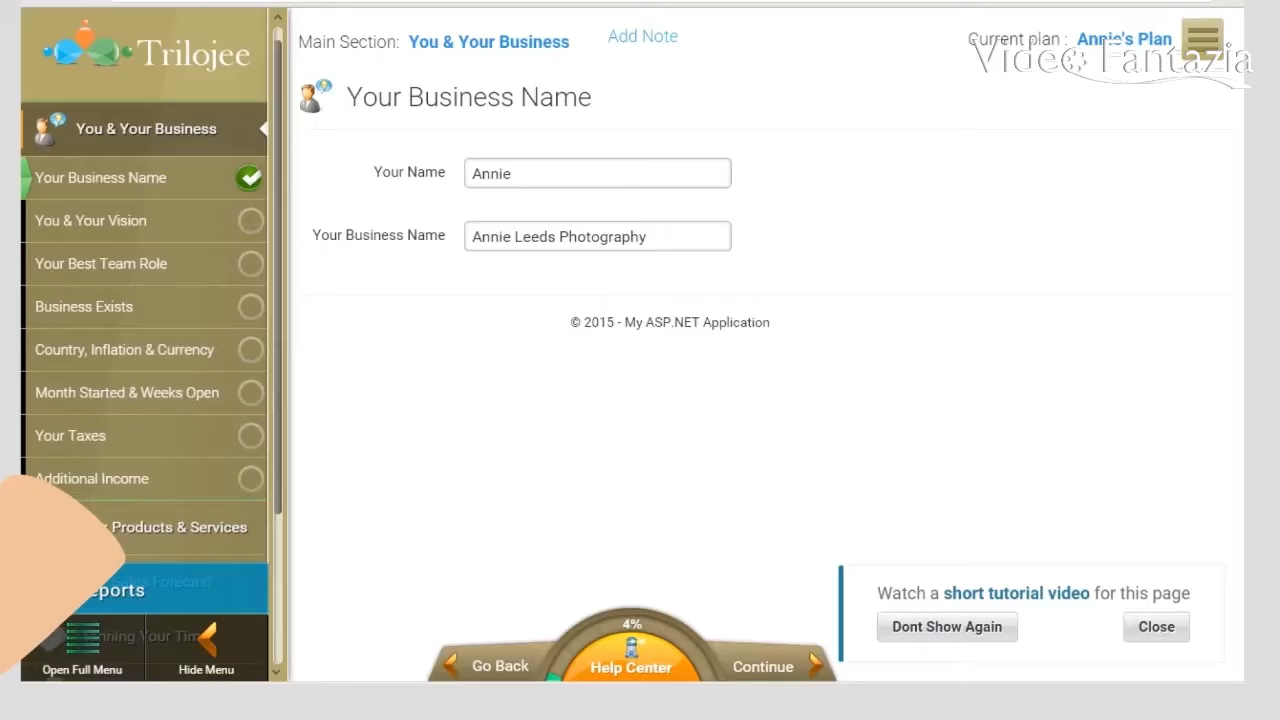 Trilojee
Main Section: You & Your Business
Add Note
Current plan : Annie's Plan
Video Fantazia
You & Your Business
Your Business Name
You & Your Vision
Your Best Team Role
Business Exists
Country, Inflation & Currency
Month Started & Weeks Open
Your Taxes
Additional Income
Products & Services
Sales Forecast
Open Full Menu
Hide Menu
Your Business Name
Your Name
Annie
Your Business Name
Annie Leeds Photography
© 2015 - My ASP.NET Application
4%
Go Back
Help Center
Continue
Watch a short tutorial video for this page
Dont Show Again
Close